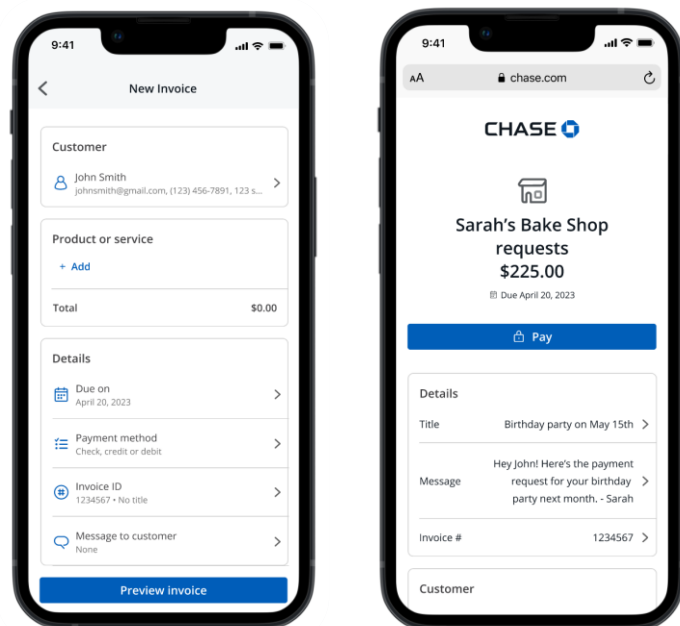 9:41
New Invoice
Customer
John Smith
johnsmith@gmail.com, (123) 456-7891, 123 s...
Product or service
+ Add
Total $0.00
Details
Due on
April 20, 2023
Payment method
Check, credit or debit
Invoice ID
1234567 • No title
Message to customer
None
Preview invoice
9:41
AA chase.com
CHASE
Sarah's Bake Shop
requests
$225.00
Due April 20, 2023
Pay
Details
Title Birthday party on May 15th
Hey John! Here's the payment
Message request for your birthday
party next month. - Sarah
Invoice # 1234567
Customer